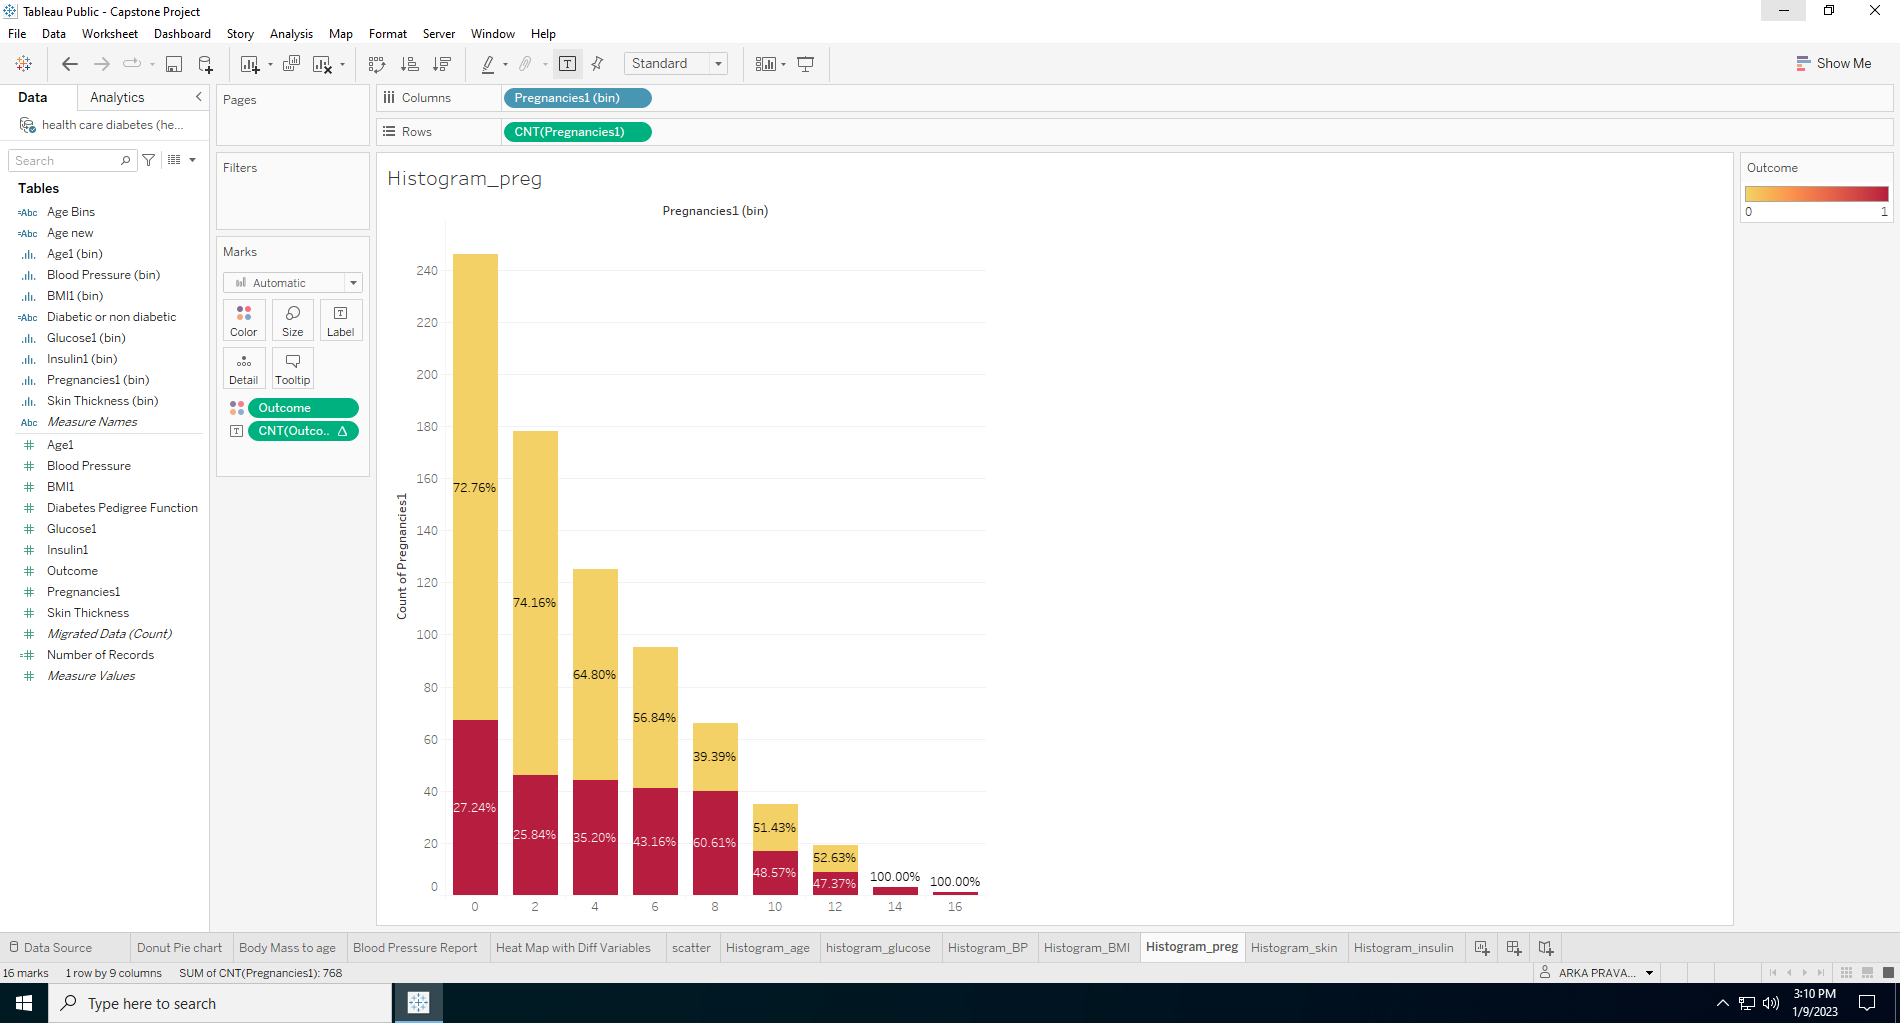 Tableau Public - Capstone Project
File Data Worksheet Dashboard Story Analysis Map Format Server Window Help
Standard
Show Me
Data Analytics
health care diabetes (he...
Search
Tables
Age Bins
Age new
Age1 (bin)
Blood Pressure (bin)
BMI1 (bin)
Diabetic or non diabetic
Glucose1 (bin)
Insulin1 (bin)
Pregnancies1 (bin)
Skin Thickness (bin)
Measure Names
Age1
Blood Pressure
BMI1
Diabetes Pedigree Function
Glucose1
Insulin1
Outcome
Pregnancies1
Skin Thickness
Migrated Data (Count)
Number of Records
Measure Values
Pages
Filters
Marks
Automatic
Color Size Label
Detail Tooltip
Outcome
CNT(Outco..
Columns Pregnancies1 (bin)
Rows CNT(Pregnancies1)
Histogram_preg
Pregnancies1 (bin)
Count of Pregnancies1
240
220
200
180
160
140
120
100
80
60
40
20
0
72.76%
74.16%
64.80%
56.84%
39.39%
51.43%
52.63%
100.00%
100.00%
27.24%
25.84%
35.20%
43.16%
60.61%
48.57%
47.37%
0 2 4 6 8 10 12 14 16
Outcome
0 1
Data Source Donut Pie chart Body Mass to age Blood Pressure Report Heat Map with Diff Variables scatter Histogram_age histogram_glucose Histogram_BP Histogram_BMI Histogram_preg Histogram_skin Histogram_insulin
16 marks 1 row by 9 columns SUM of CNT(Pregnancies1): 768
ARKA PRAVA...
Type here to search
3:10 PM
1/9/2023